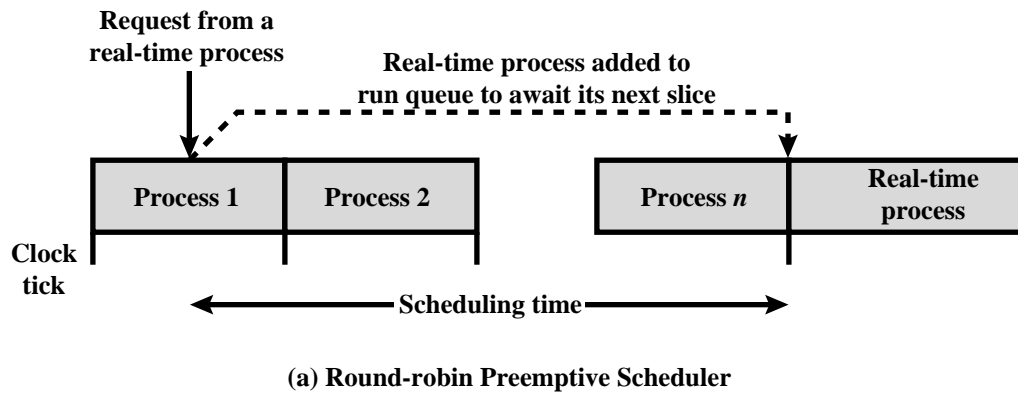 Request from a
real-time process
Real-time process added to
run queue to await its next slice
Process 1
Process 2
Process n
Real-time
process
Clock
tick
Scheduling time
(a) Round-robin Preemptive Scheduler